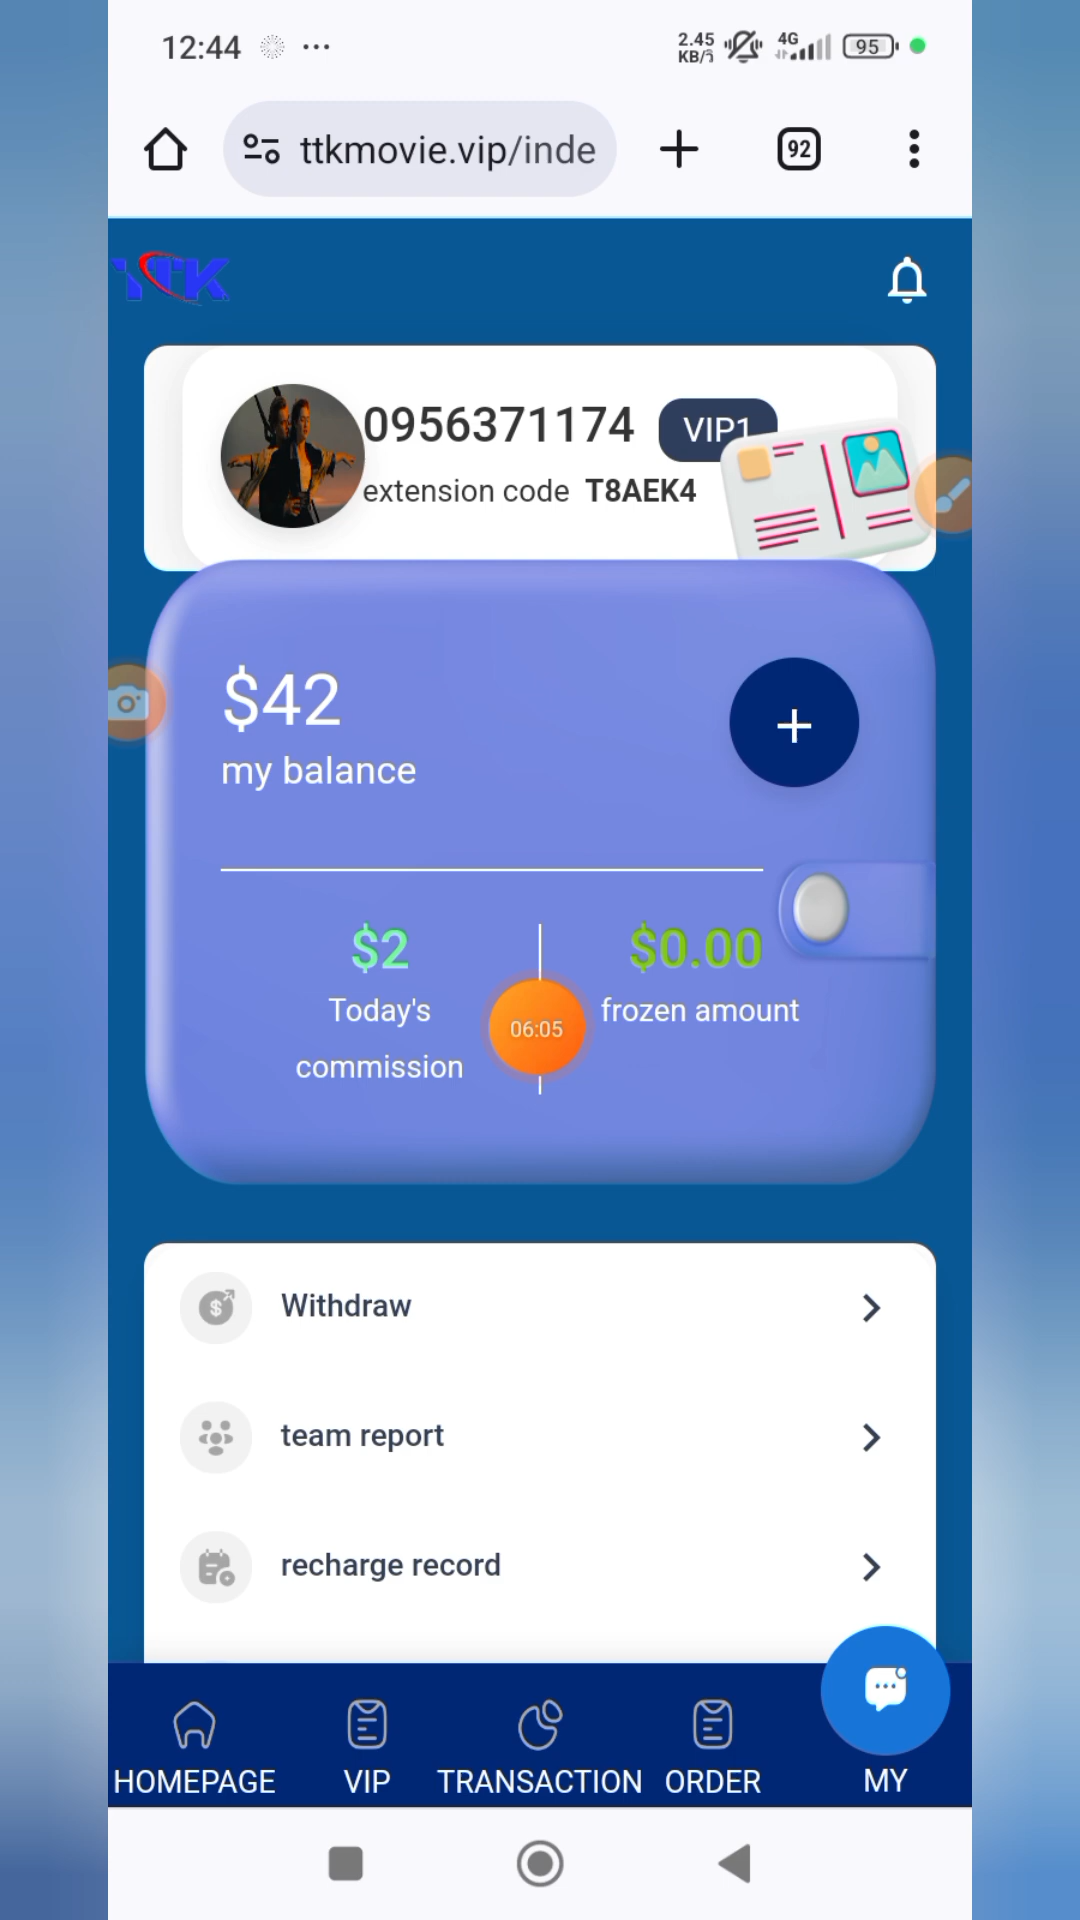 12:44
2.45
KB/s
4G
95
ttkmovie.vip/inde
92
TTK
0956371174
VIP1
extension code T8AEK4
$42
my balance
$2
$0.00
Today's
commission
frozen amount
06:05
Withdraw
team report
recharge record
HOMEPAGE
VIP
TRANSACTION
ORDER
MY